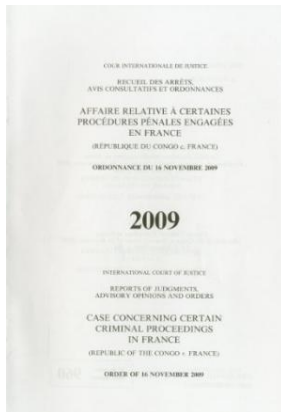 COUR INTERNATIONALE DE JUSTICE
RECUEIL DES ARRÊTS,
AVIS CONSULTATIFS ET ORDONNANCES
AFFAIRE RELATIVE À CERTAINES
PROCÉDURES PÉNALES ENGAGÉES
EN FRANCE
(RÉPUBLIQUE DU CONGO c. FRANCE)
ORDONNANCE DU 16 NOVEMBRE 2009
2009
INTERNATIONAL COURT OF JUSTICE
REPORTS OF JUDGMENTS,
ADVISORY OPINIONS AND ORDERS
CASE CONCERNING CERTAIN
CRIMINAL PROCEEDINGS
IN FRANCE
(REPUBLIC OF THE CONGO v. FRANCE)
ORDER OF 16 NOVEMBER 2009